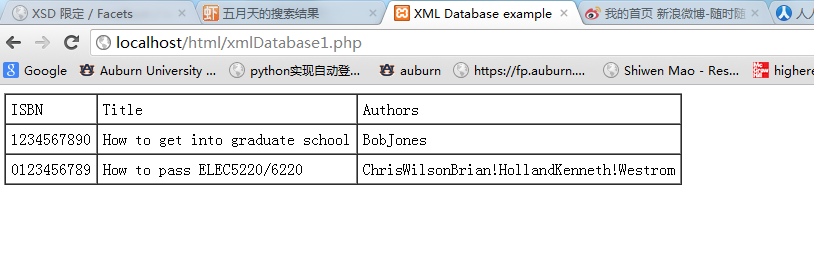 XSD 限定 / Facets
五月天的搜索结果
XML Database example
我的首页 新浪微博-随时随
人人
localhost/html/xmlDatabase1.php
Google Auburn University ... python实现自动登... auburn https://fp.auburn.... Shiwen Mao - Res... highere
ISBN Title Authors
1234567890 How to get into graduate school BobJones
0123456789 How to pass ELEC5220/6220 ChrisWilsonBrian!HollandKenneth!Westrom